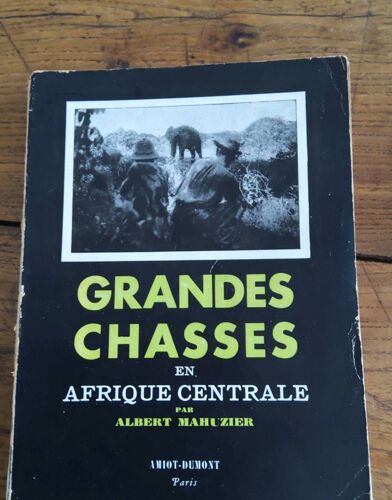 GRANDES
CHASSES
EN
AFRIQUE CENTRALE
PAR
ALBERT MAHUZIER
AMIOT-DUMONT
Paris